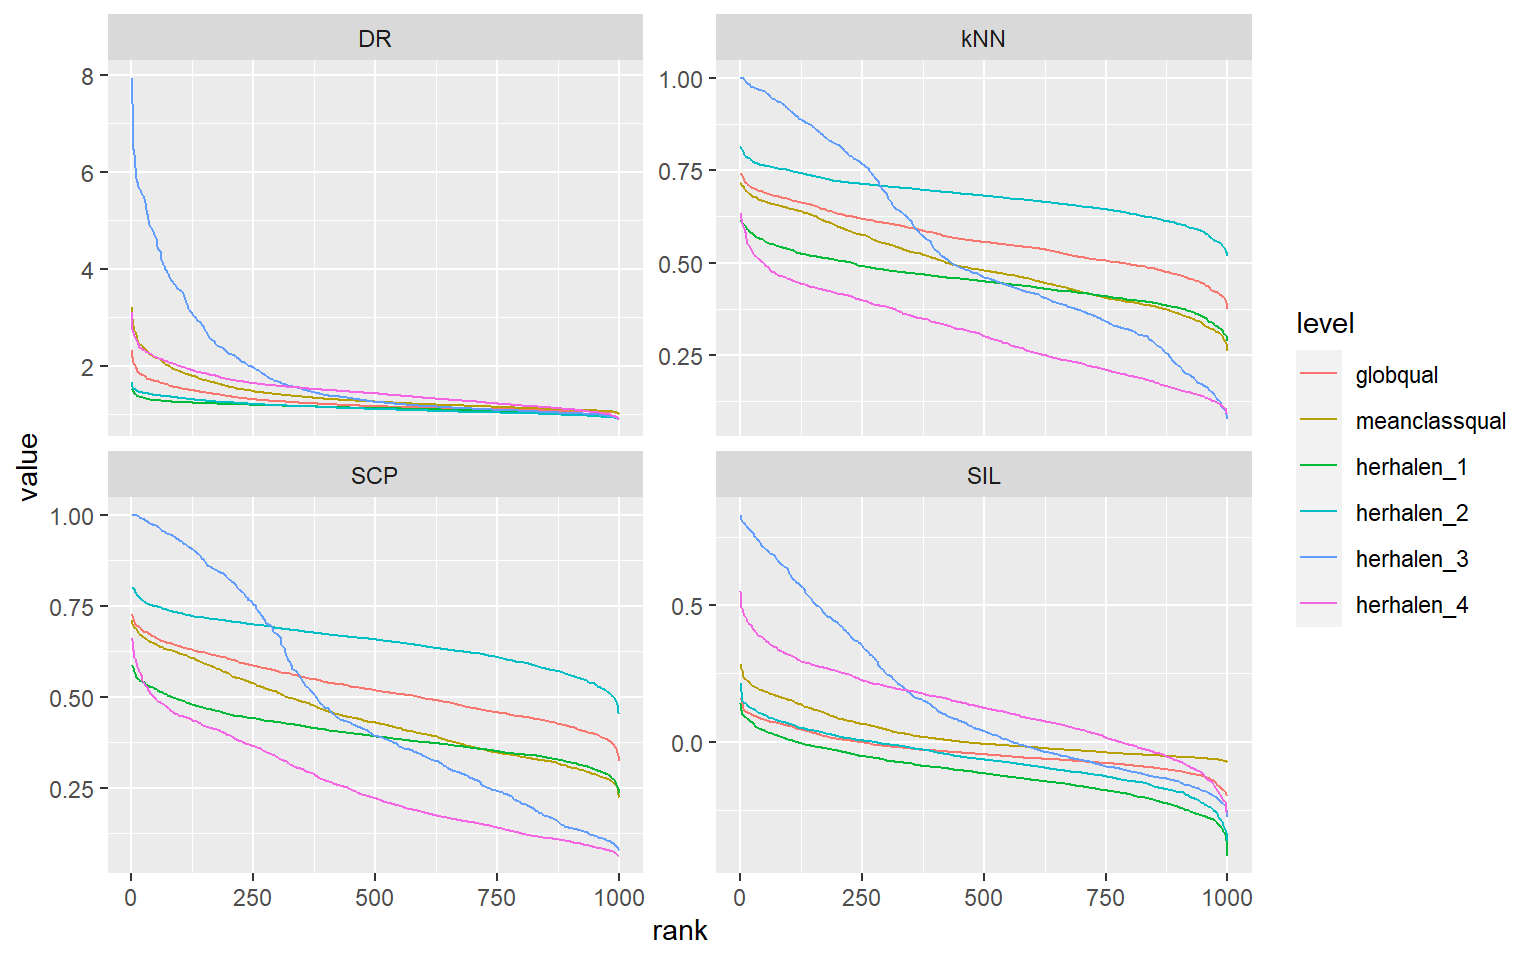 DR
kNN
8
6
4
2
1.00
0.75
0.50
0.25
SCP
SIL
1.00
0.75
0.50
0.25
0.5
0.0
0 250 500 750 1000
0 250 500 750 1000
rank
value
level
globqual
meanclassqual
herhalen_1
herhalen_2
herhalen_3
herhalen_4